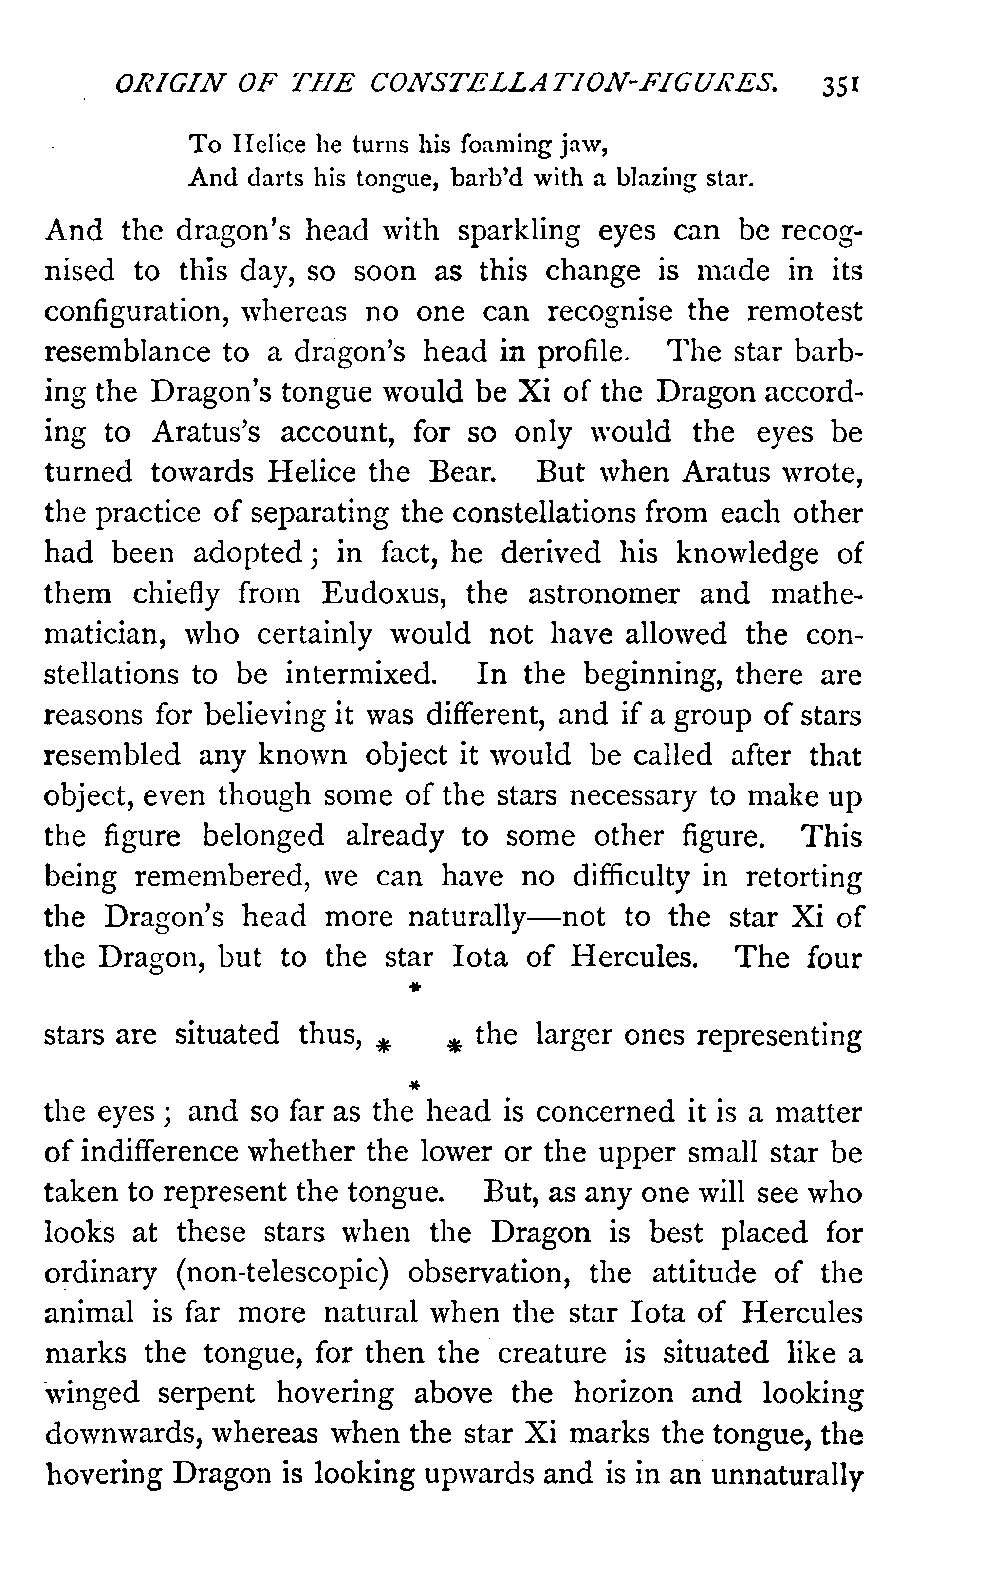 ORIGIN OF THE CONSTELLATION-FIGURES. 351
To Helice he turns his foaming jaw,
And darts his tongue, barb'd with a blazing star.
And the dragon's head with sparkling eyes can be recog-
nised to this day, so soon as this change is made in its
configuration, whereas no one can recognise the remotest
resemblance to a dragon's head in profile. The star barb-
ing the Dragon's tongue would be Xi of the Dragon accord-
ing to Aratus's account, for so only would the eyes be
turned towards Helice the Bear. But when Aratus wrote,
the practice of separating the constellations from each other
had been adopted; in fact, he derived his knowledge of
them chiefly from Eudoxus, the astronomer and mathe-
matician, who certainly would not have allowed the con-
stellations to be intermixed. In the beginning, there are
reasons for believing it was different, and if a group of stars
resembled any known object it would be called after that
object, even though some of the stars necessary to make up
the figure belonged already to some other figure. This
being remembered, we can have no difficulty in retorting
the Dragon's head more naturally—not to the star Xi of
the Dragon, but to the star Iota of Hercules. The four
*
stars are situated thus, * * the larger ones representing
*
the eyes; and so far as the head is concerned it is a matter
of indifference whether the lower or the upper small star be
taken to represent the tongue. But, as any one will see who
looks at these stars when the Dragon is best placed for
ordinary (non-telescopic) observation, the attitude of the
animal is far more natural when the star Iota of Hercules
marks the tongue, for then the creature is situated like a
winged serpent hovering above the horizon and looking
downwards, whereas when the star Xi marks the tongue, the
hovering Dragon is looking upwards and is in an unnaturally